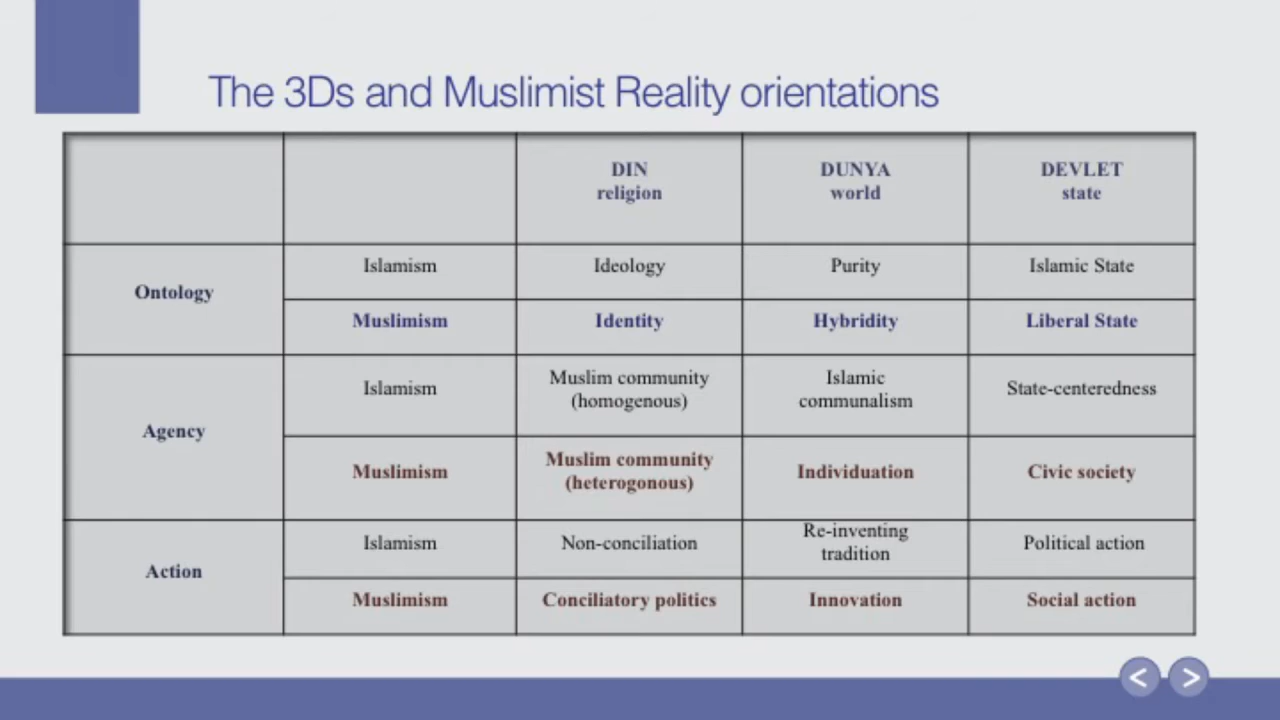 The 3Ds and Muslimist Reality orientations
DIN
religion
DUNYA
world
DEVLET
state
Ontology
Islamism
Ideology
Purity
Islamic State
Muslimism
Identity
Hybridity
Liberal State
Agency
Islamism
Muslim community
(homogenous)
Islamic
communalism
State-centeredness
Muslimism
Muslim community
(heterogonous)
Individuation
Civic society
Action
Islamism
Non-conciliation
Re-inventing
tradition
Political action
Muslimism
Conciliatory politics
Innovation
Social action